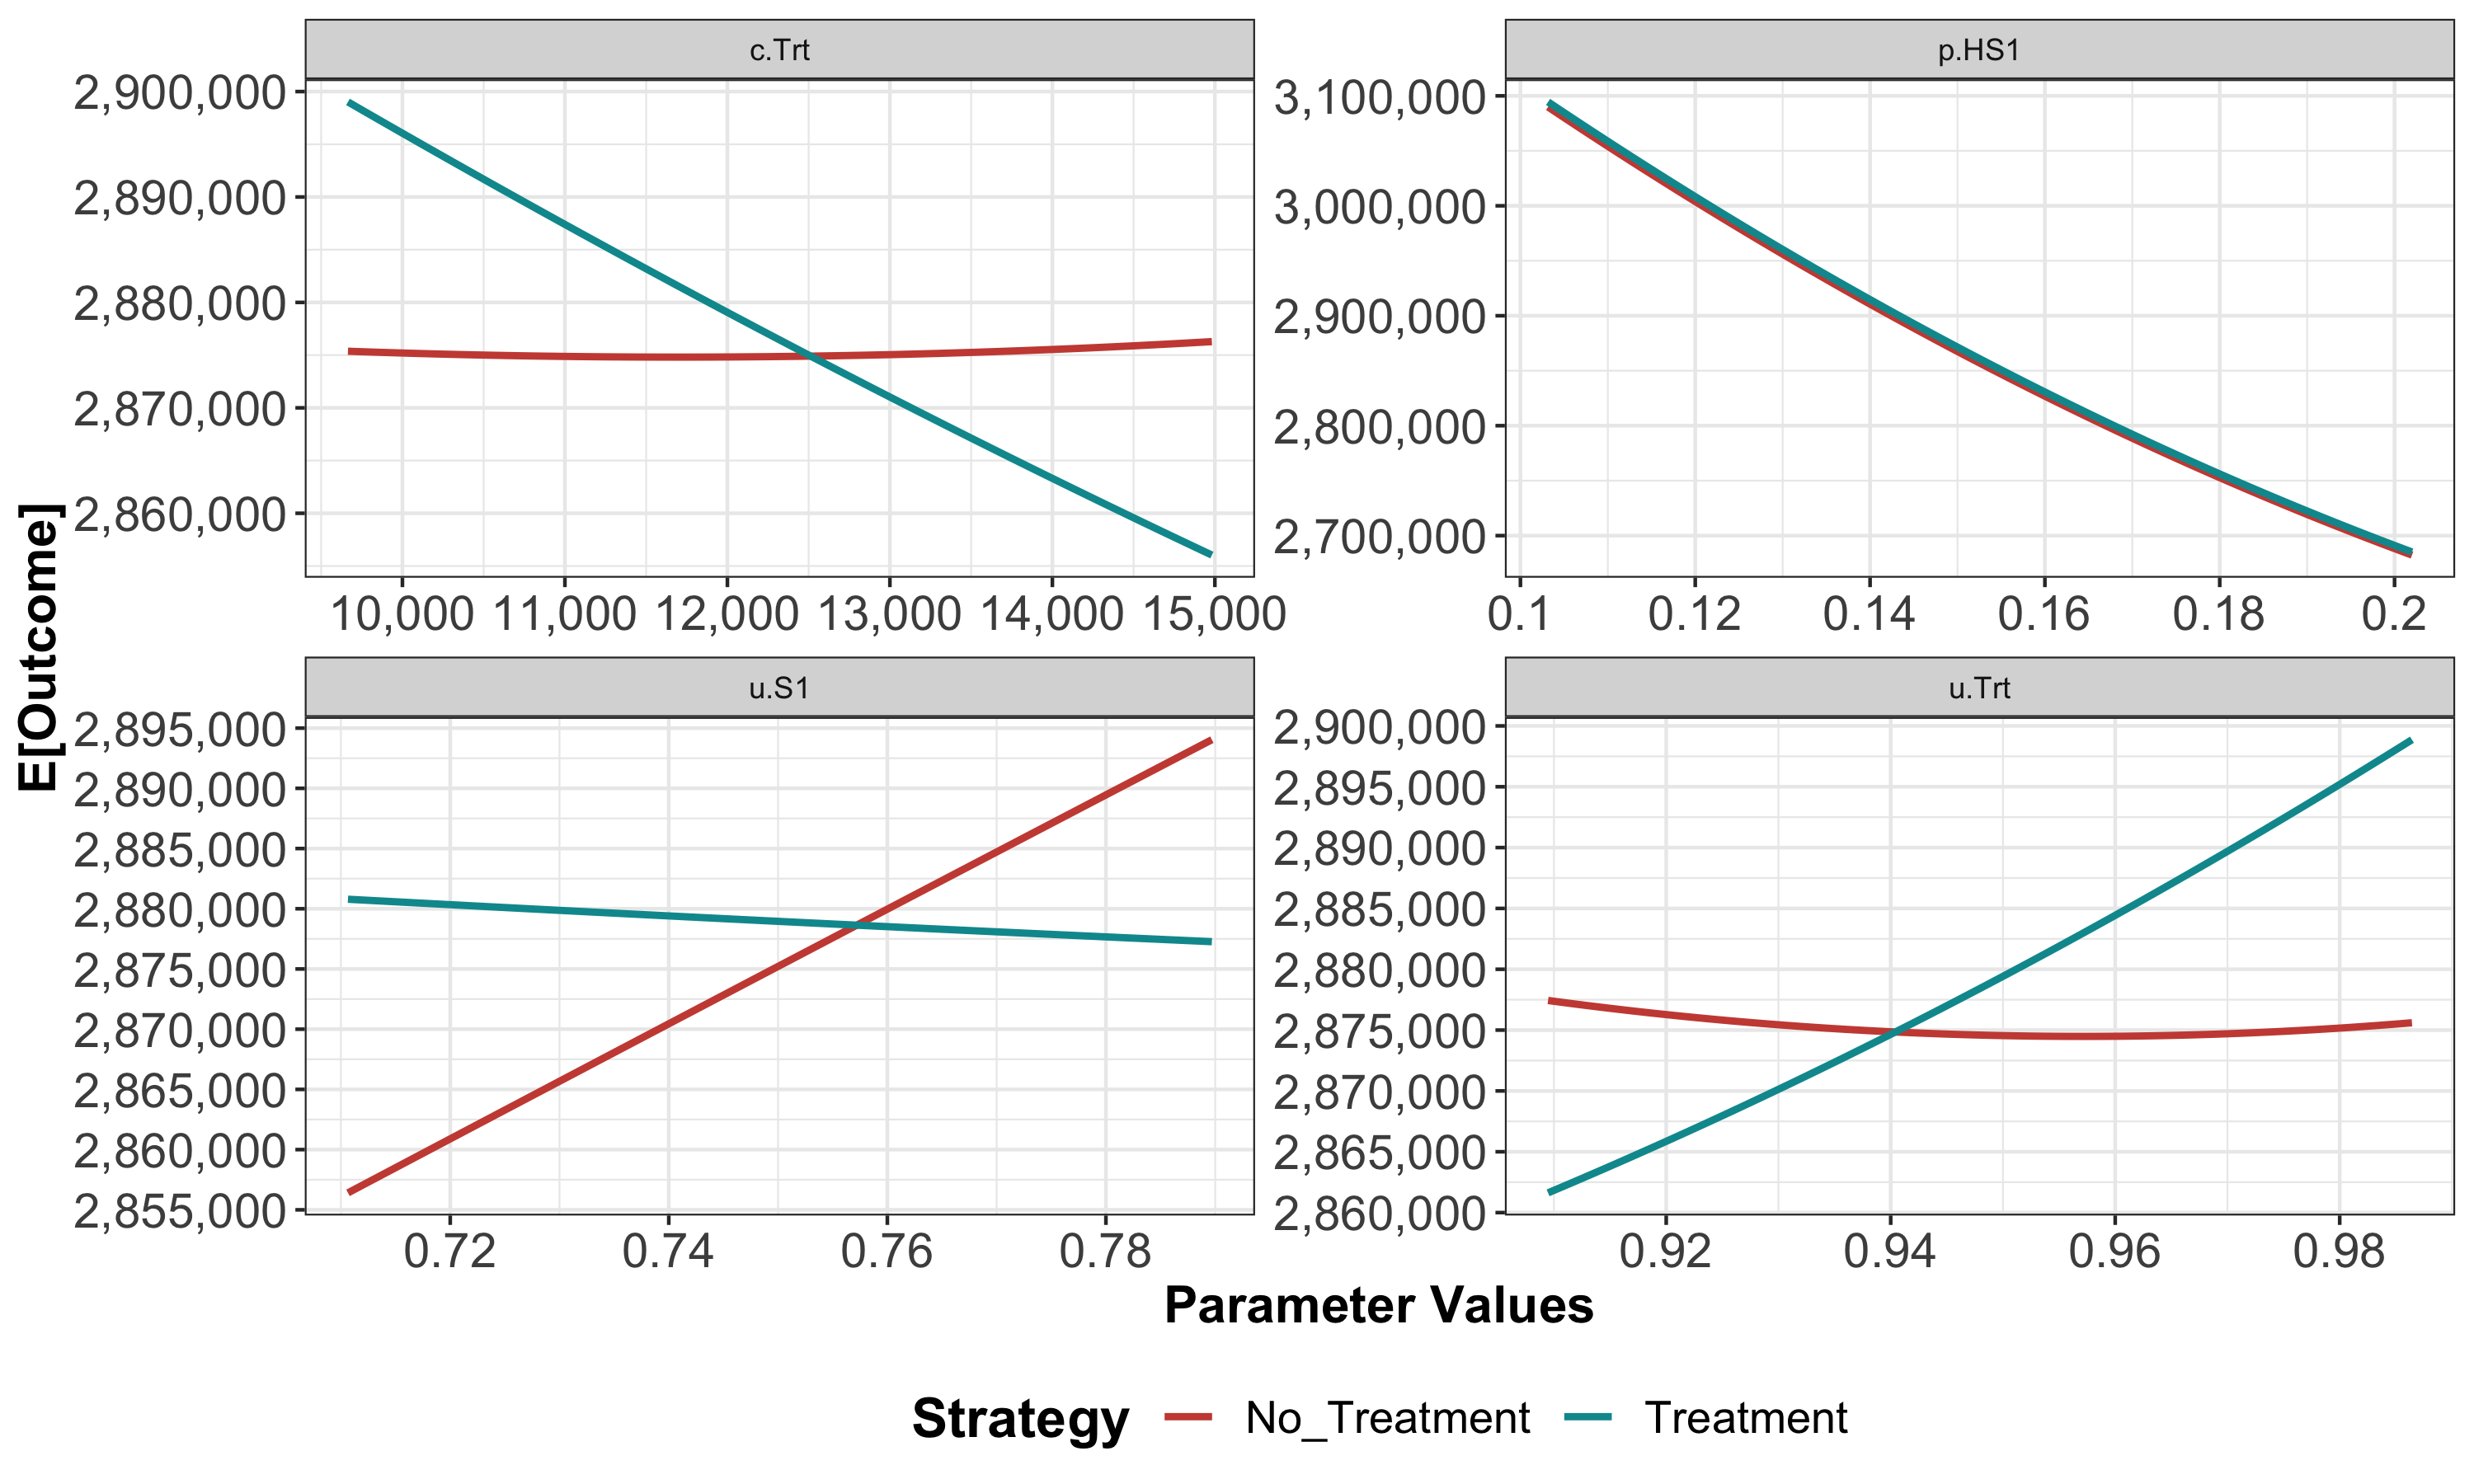 c.Trt
2,900,000
2,890,000
2,880,000
2,870,000
2,860,000
10,000 11,000 12,000 13,000 14,000 15,000
p.HS1
3,100,000
3,000,000
2,900,000
2,800,000
2,700,000
0.1 0.12 0.14 0.16 0.18 0.2
E[Outcome]
u.S1
2,895,000
2,890,000
2,885,000
2,880,000
2,875,000
2,870,000
2,865,000
2,860,000
2,855,000
0.72 0.74 0.76 0.78
u.Trt
2,900,000
2,895,000
2,890,000
2,885,000
2,880,000
2,875,000
2,870,000
2,865,000
2,860,000
0.92 0.94 0.96 0.98
Parameter Values
Strategy No_Treatment Treatment